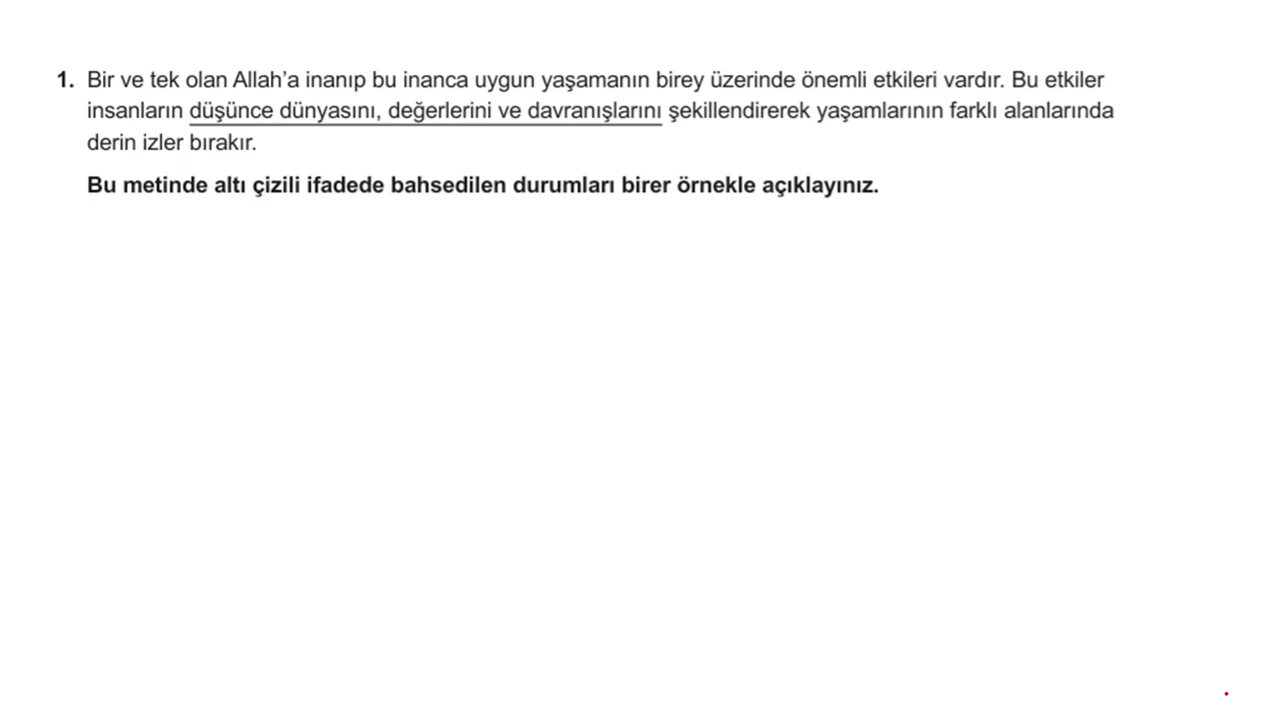 1. Bir ve tek olan Allah’a inanıp bu inanca uygun yaşamanın birey üzerinde önemli etkileri vardır. Bu etkiler
insanların düşünce dünyasını, değerlerini ve davranışlarını şekillendirerek yaşamlarının farklı alanlarında
derin izler bırakır.
Bu metinde altı çizili ifadede bahsedilen durumları birer örnekle açıklayınız.